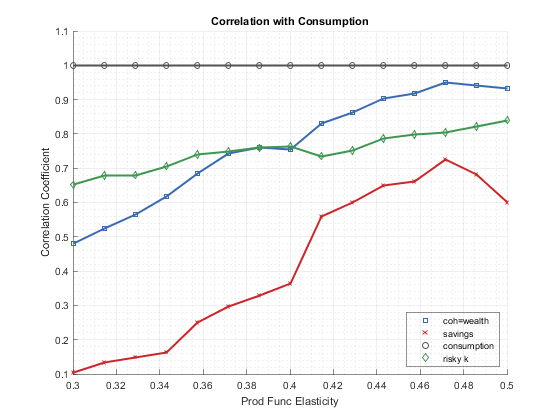 Correlation with Consumption
1.1
1
0.9
0.8
0.7
0.6
0.5
0.4
0.3
0.2
0.1
Correlation Coefficient
0.3 0.32 0.34 0.36 0.38 0.4 0.42 0.44 0.46 0.48 0.5
Prod Func Elasticity
coh=wealth
savings
consumption
risky k